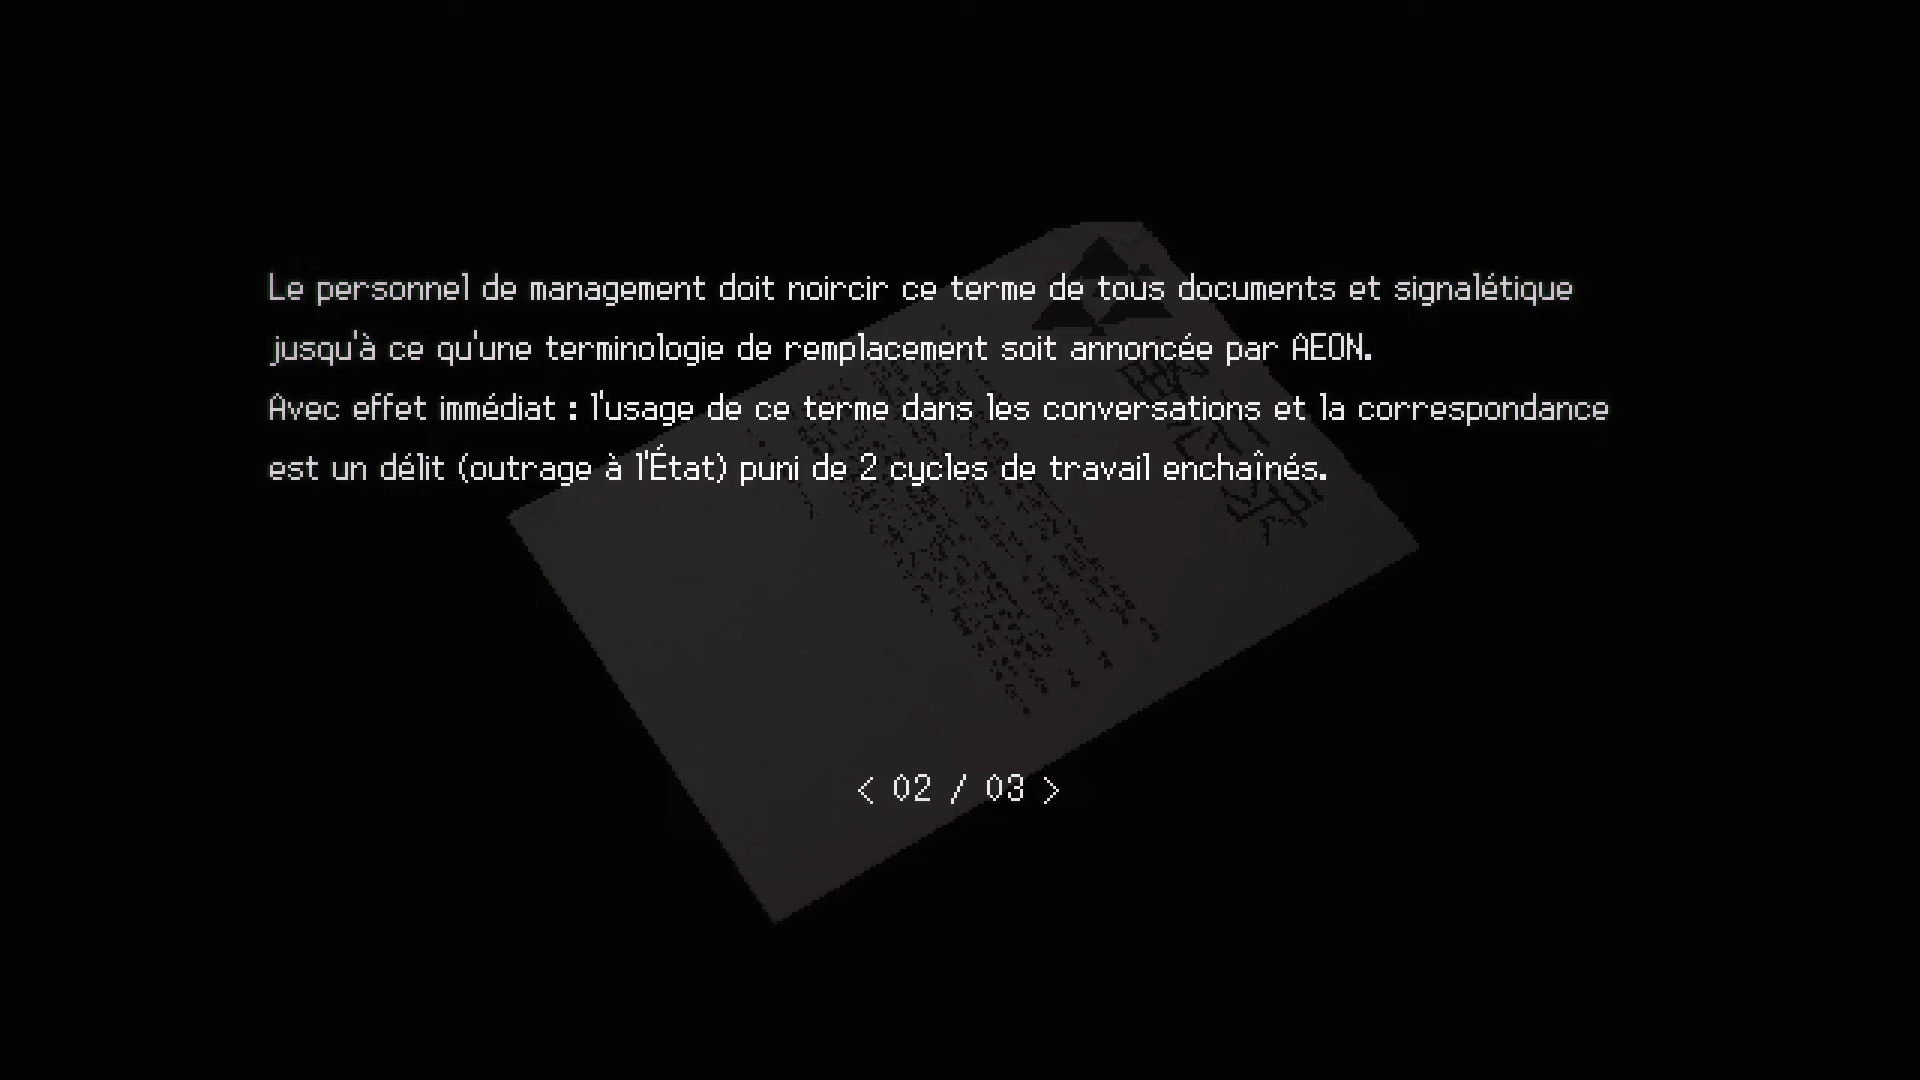 Le personnel de management doit noircir ce terme de tous documents et signalétique
jusqu'à ce qu'une terminologie de remplacement soit annoncée par AEON.
Avec effet immédiat : l'usage de ce terme dans les conversations et la correspondance
est un délit (outrage à l'État) puni de 2 cycles de travail enchaînés.
< 02 / 03 >